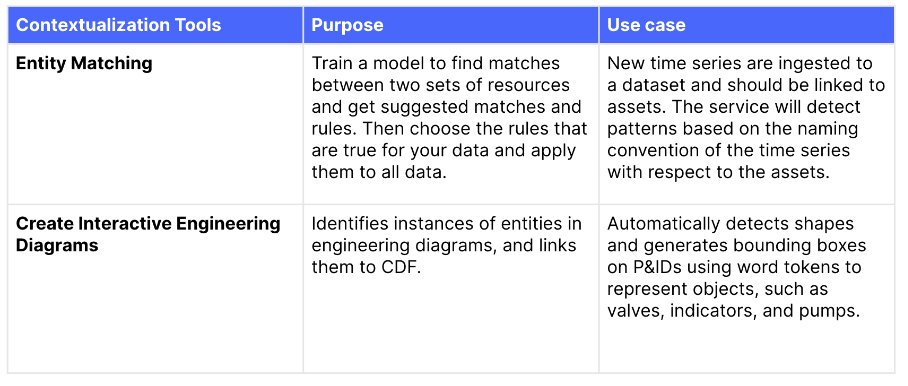 Contextualization Tools
Purpose
Use case
Entity Matching
Train a model to find matches
between two sets of resources
and get suggested matches and
rules. Then choose the rules that
are true for your data and apply
them to all data.
New time series are ingested to
a dataset and should be linked to
assets. The service will detect
patterns based on the naming
convention of the time series
with respect to the assets.
Create Interactive Engineering
Diagrams
Identifies instances of entities in
engineering diagrams, and links
them to CDF.
Automatically detects shapes
and generates bounding boxes
on P&IDs using word tokens to
represent objects, such as
valves, indicators, and pumps.